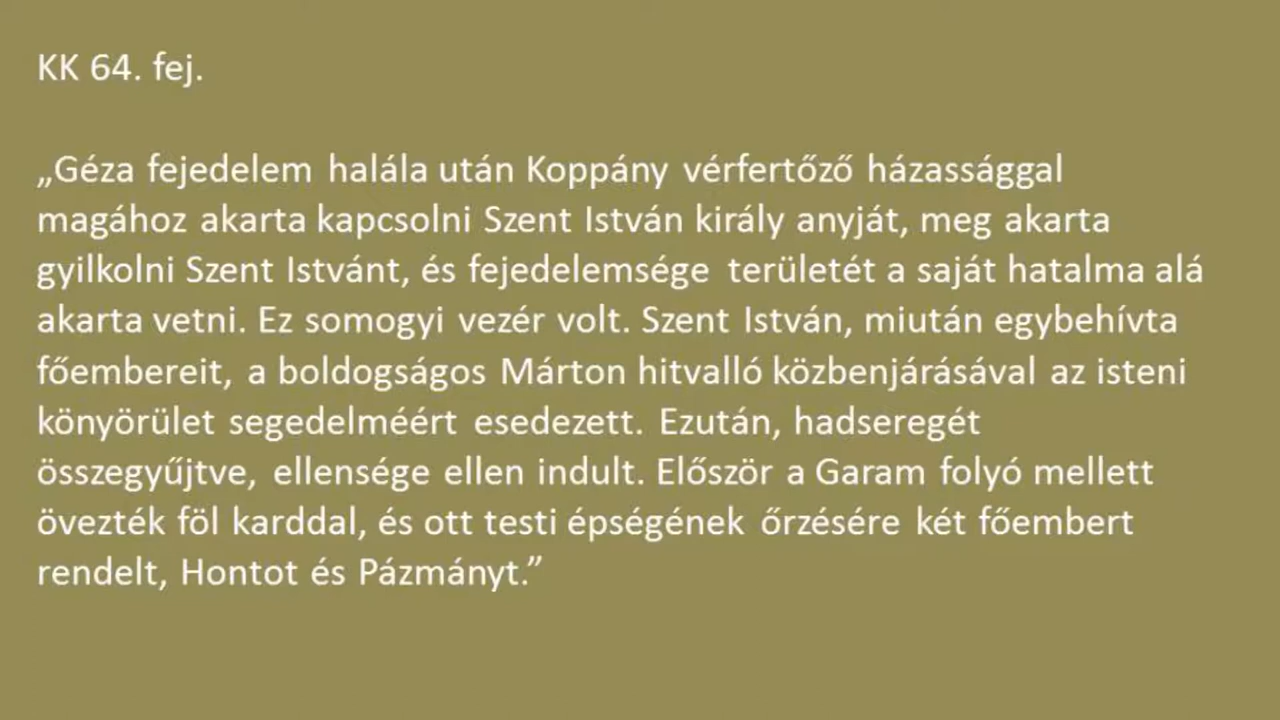 KK 64. fej.
„Géza fejedelem halála után Koppány vérfertőző házassággal
magához akarta kapcsolni Szent István király anyját, meg akarta
gyilkolni Szent Istvánt, és fejedelemsége területét a saját hatalma alá
akarta vetni. Ez somogyi vezér volt. Szent István, miután egybehívta
főembereit, a boldogságos Márton hitvalló közbenjárásával az isteni
könyörület segedelméért esedezett. Ezután, hadseregét
összegyűjtve, ellensége ellen indult. Először a Garam folyó mellett
övezték föl karddal, és ott testi épségének őrzésére két főembert
rendelt, Hontot és Pázmányt.”